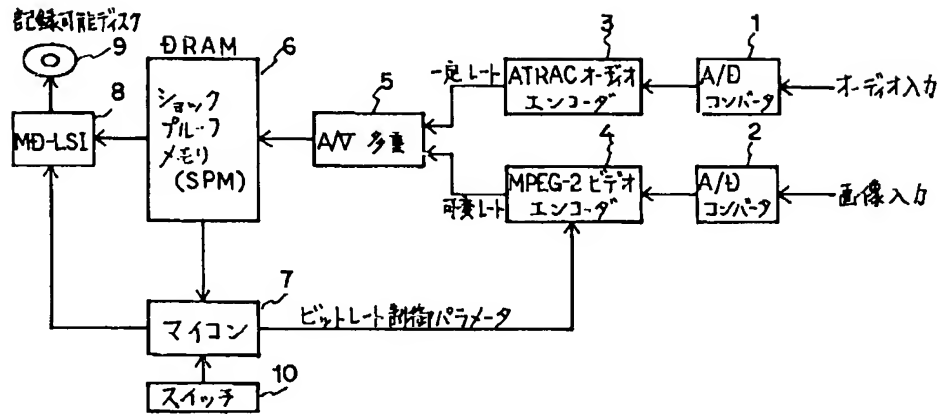 記録可能ディスク
9
DRAM
6
8
MD-LSI
ショック
プルーフ
メモリ
(SPM)
5
A/V 多重
一定レート
可変レート
3
ATRAC オーディオ
エンコーダ
4
MPEG-2 ビデオ
エンコーダ
1
A/D
コンバータ
2
A/D
コンバータ
オーディオ入力
画像入力
7
マイコン
ビットレート制御パラメータ
10
スイッチ